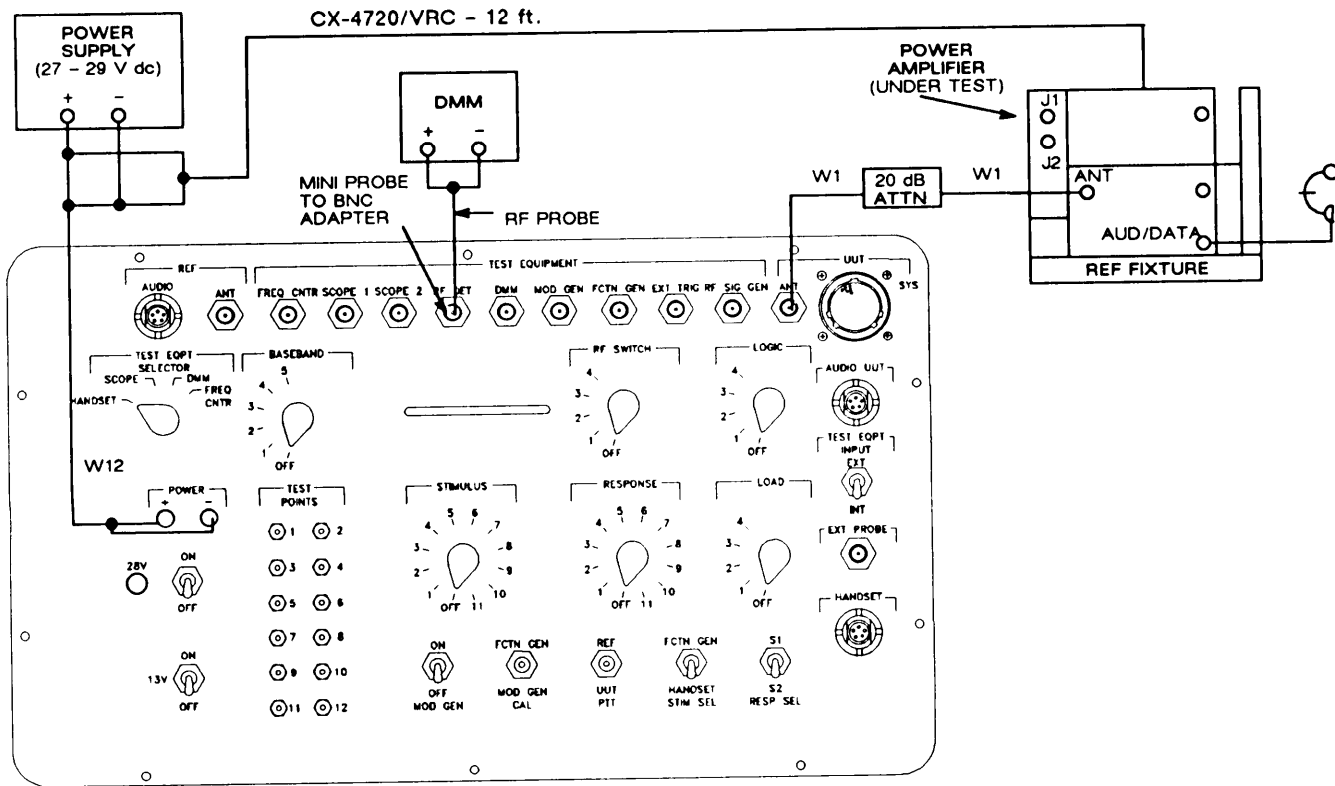 CX-4720/VRC - 12 ft.
POWER
SUPPLY
(27 - 29 V dc)
+ -
DMM
+ -
POWER
AMPLIFIER
(UNDER TEST)
J1
J2
ANT
AUD/DATA
REF FIXTURE
W1
20 dB
ATTN
W1
MINI PROBE
TO BNC
ADAPTER
RF PROBE
REF
TEST EQUIPMENT
UUT
AUDIO
ANT
FREQ CNTR
SCOPE 1
SCOPE 2
RF DET
DMM
MOD GEN
FCTN GEN
EXT TRIG
RF SIG GEN
ANT
SYS
TEST EQPT
SELECTOR
SCOPE
DMM
HANDSET
FREQ
CNTR
BASEBAND
5
4
3
2
1
OFF
RF SWITCH
4
3
2
1
OFF
LOGIC
4
3
2
1
OFF
AUDIO UUT
TEST EQPT
INPUT
EXT
INT
W12
POWER
+ -
TEST
POINTS
1 2
3 4
5 6
7 8
9 10
11 12
STIMULUS
5 6
4 7
3 8
2 9
1 10
OFF 11
RESPONSE
5 6
4 7
3 8
2 9
1 10
OFF 11
LOAD
4
3
2
1
OFF
EXT PROBE
HANDSET
28V
ON
OFF
13V
ON
OFF
ON
OFF
MOD GEN
FCTN GEN
MOD GEN
CAL
REF
UUT
PTT
FCTN GEN
HANDSET
STIM SEL
S1
S2
RESP SEL